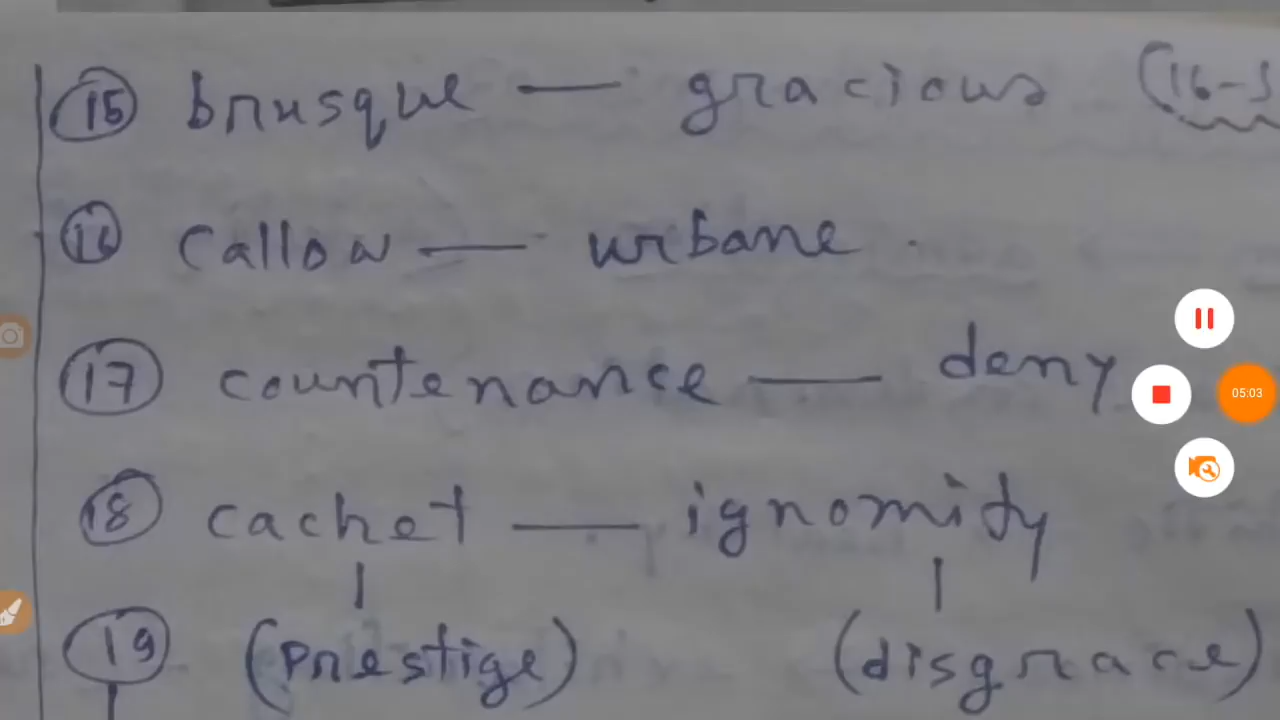 15 brusque — gracious (16-
16 callow — urbane
17 countenance — deny
05:03
18 cachet — ignomity
19 (prestige) (disgrace)